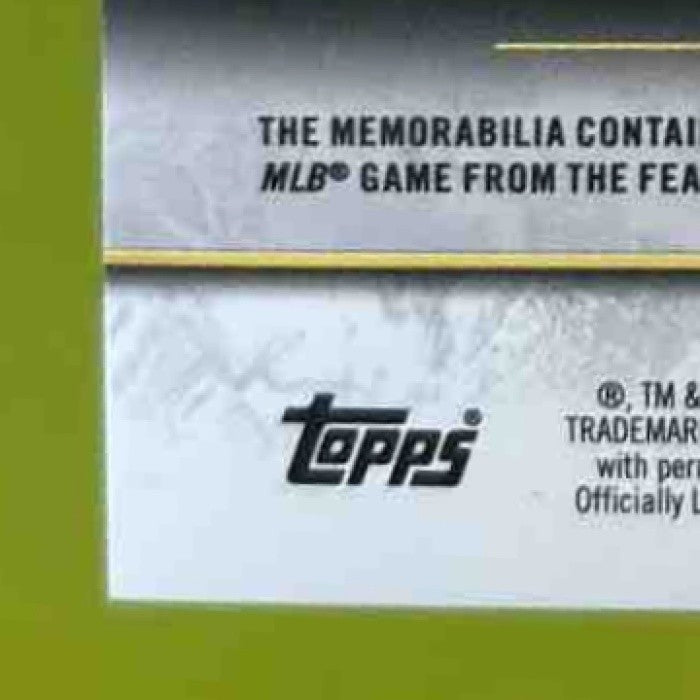 THE MEMORABILIA CONTAI
MLB® GAME FROM THE FEA
Topps®
®, TM &
TRADEMAR
with per
Officially L